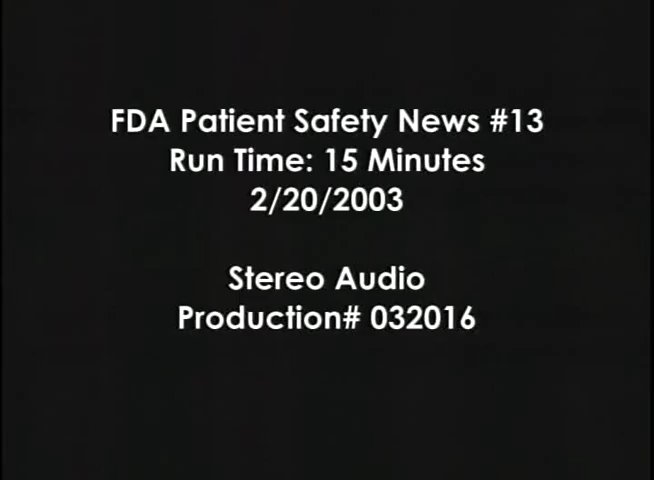 FDA Patient Safety News #13
Run Time: 15 Minutes
2/20/2003
Stereo Audio
Production# 032016